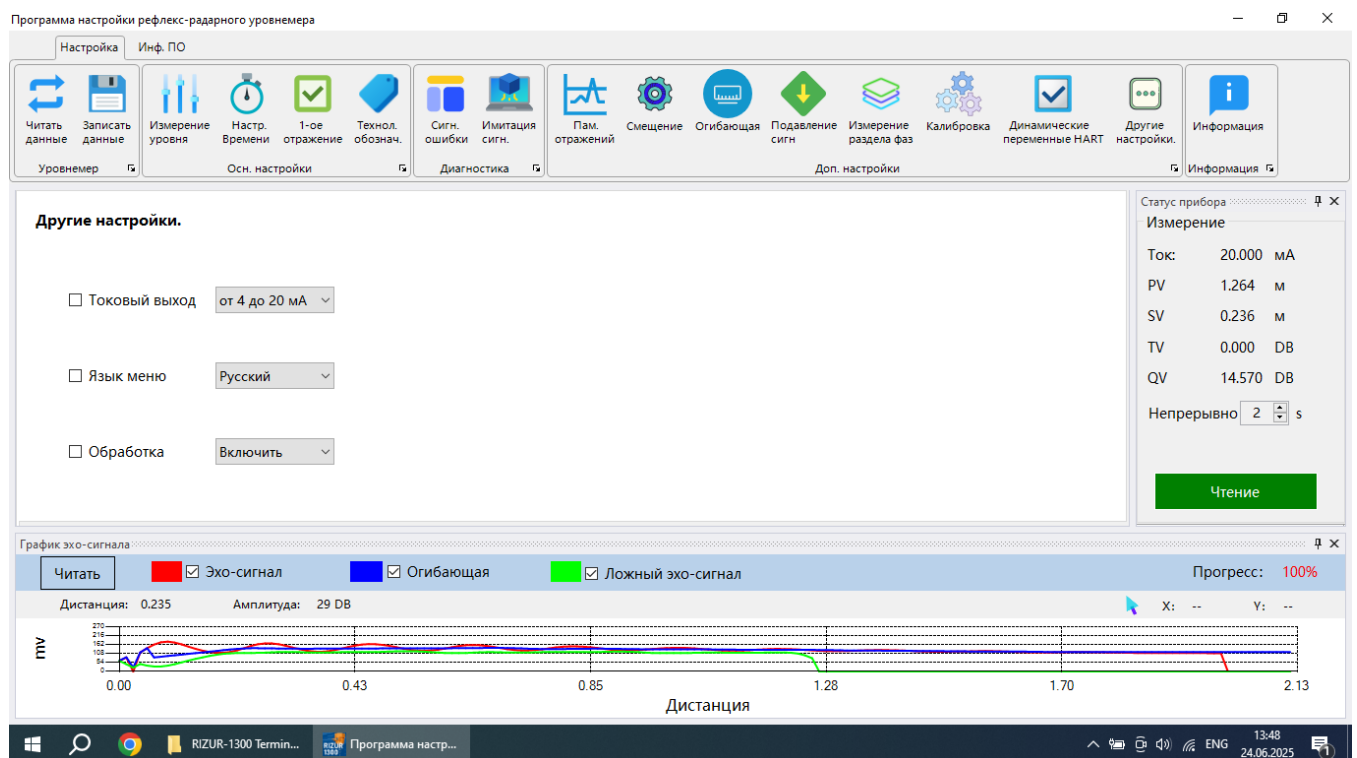 Программа настройки рефлекс-радарного уровнемера
Настройка Инф. ПО
Читать данные
Записать данные
Измерение уровня
Настр. Времени
1-ое отражение
Технол. обознач.
Сигн. ошибки
Имитация сигн.
Пам. отражений
Смещение
Огибающая
Подавление сигн
Измерение раздела фаз
Калибровка
Динамические переменные HART
Другие настройки.
Информация
Уровнемер
Осн. настройки
Диагностика
Доп. настройки
Информация
Другие настройки.
Токовый выход от 4 до 20 мА
Язык меню Русский
Обработка Включить
Статус прибора
Измерение
Ток: 20.000 мА
PV 1.264 м
SV 0.236 м
TV 0.000 DB
QV 14.570 DB
Непрерывно 2 s
Чтение
График эхо-сигнала
Читать Эхо-сигнал Огибающая Ложный эхо-сигнал Прогресс: 100%
Дистанция: 0.235 Амплитуда: 29 DB X: -- Y: --
mv
270
216
162
108
54
0
0.00 0.43 0.85 1.28 1.70 2.13
Дистанция
RIZUR-1300 Termin...
RIZUR 1300
Программа настр...
ENG
13:48
24.06.2025
1